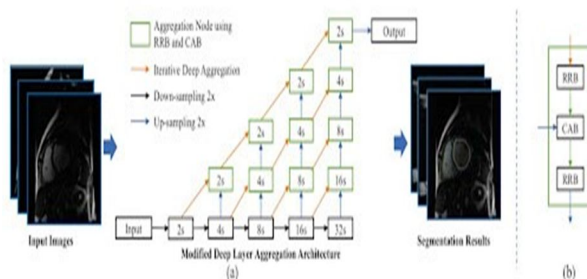 Aggregation Node using
RRB and CAB
Iterative Deep Aggregation
Down-sampling 2x
Up-sampling 2x
2s
Output
2s
4s
2s
4s
8s
2s
4s
8s
16s
Input
2s
4s
8s
16s
32s
Input Images
Modified Deep Layer Aggregation Architecture
Segmentation Results
(a)
RRB
CAB
RRB
(b)